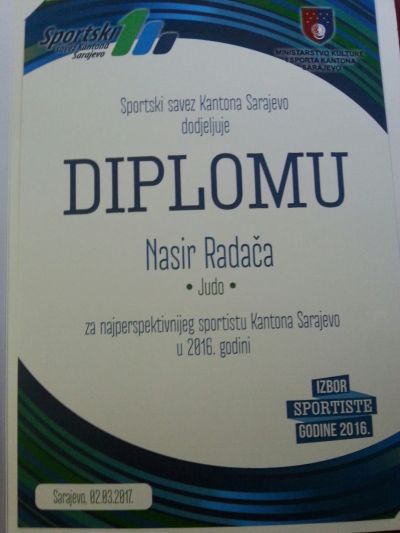 Sportski
savez Kantona
Sarajevo
MINISTARSTVO KULTURE
I SPORTA KANTONA
SARAJEVO
Sportski savez Kantona Sarajevo
dodjeljuje
DIPLOMU
Nasir Radača
• Judo •
za najperspektivnijeg sportistu Kantona Sarajevo
u 2016. godini
IZBOR
SPORTISTE
GODINE 2016.
Sarajevo, 02.03.2017.